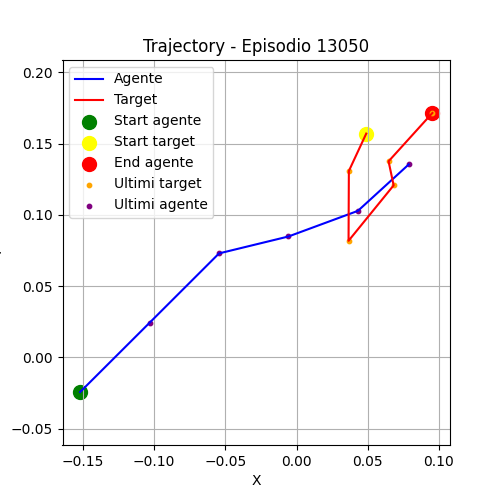 Trajectory - Episodio 13050
Agente
Target
Start agente
Start target
End agente
Ultimi target
Ultimi agente
0.20
0.15
0.10
0.05
0.00
−0.05
−0.15
−0.10
−0.05
0.00
0.05
0.10
X